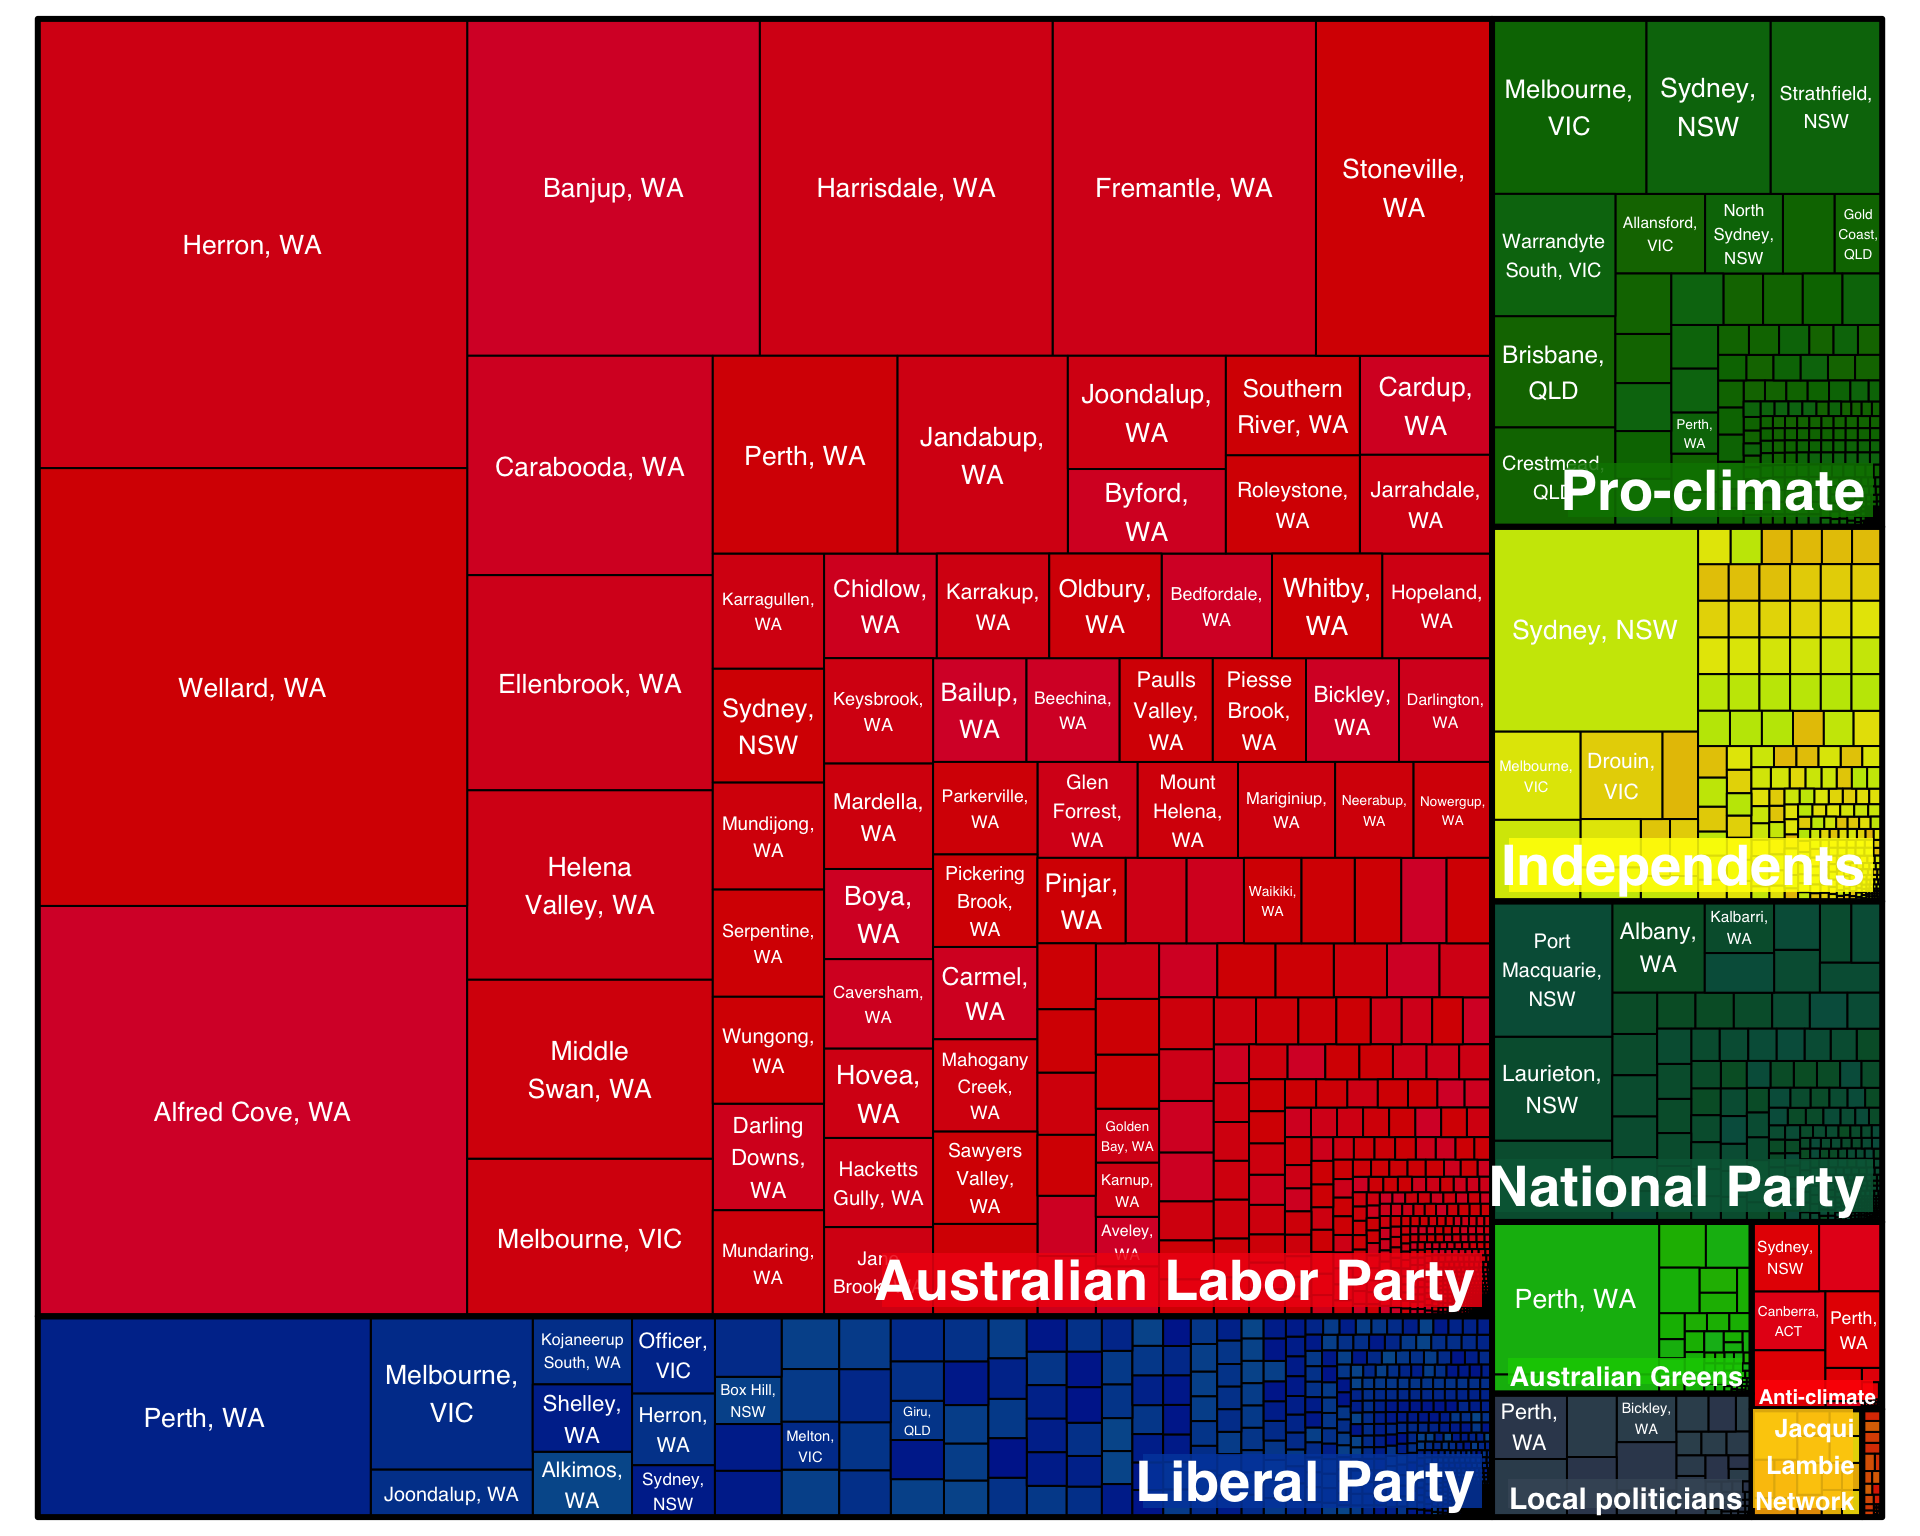 Herron, WA
Wellard, WA
Alfred Cove, WA
Banjup, WA
Harrisdale, WA
Fremantle, WA
Stoneville,
WA
Carabooda, WA
Ellenbrook, WA
Helena
Valley, WA
Middle
Swan, WA
Melbourne, VIC
Perth, WA
Jandabup,
WA
Joondalup,
WA
Byford,
WA
Southern
River, WA
Cardup,
WA
Roleystone,
WA
Jarrahdale,
WA
Karragullen,
WA
Sydney,
NSW
Mundijong,
WA
Serpentine,
WA
Wungong,
WA
Darling
Downs,
WA
Mundaring,
WA
Chidlow,
WA
Karrakup,
WA
Oldbury,
WA
Bedfordale,
WA
Whitby,
WA
Hopeland,
WA
Keysbrook,
WA
Mardella,
WA
Boya,
WA
Caversham,
WA
Hovea,
WA
Hacketts
Gully, WA
Jane
Brook
Bailup,
WA
Beechina,
WA
Paulls
Valley,
WA
Piesse
Brook,
WA
Bickley,
WA
Darlington,
WA
Parkerville,
WA
Pickering
Brook,
WA
Carmel,
WA
Mahogany
Creek,
WA
Sawyers
Valley,
WA
Glen
Forrest,
WA
Mount
Helena,
WA
Mariginiup,
WA
Neerabup,
WA
Nowergup,
WA
Pinjar,
WA
Waikiki,
WA
Golden
Bay, WA
Karnup,
WA
Aveley,
WA
Australian Labor Party
Perth, WA
Melbourne,
VIC
Joondalup, WA
Kojaneerup
South, WA
Shelley,
WA
Alkimos,
WA
Officer,
VIC
Herron,
WA
Sydney,
NSW
Box Hill,
NSW
Melton,
VIC
Giru,
QLD
Liberal Party
Melbourne,
VIC
Sydney,
NSW
Strathfield,
NSW
Warrandyte
South, VIC
Brisbane,
QLD
Crestmead,
QLD
Allansford,
VIC
North
Sydney,
NSW
Gold
Coast,
QLD
Perth,
WA
Pro-climate
Sydney, NSW
Melbourne,
VIC
Drouin,
VIC
Independents
Port
Macquarie,
NSW
Laurieton,
NSW
Albany,
WA
Kalbarri,
WA
National Party
Perth, WA
Australian Greens
Sydney,
NSW
Canberra,
ACT
Perth,
WA
Anti-climate
Perth,
WA
Bickley,
WA
Local politicians
Jacqui
Lambie
Network